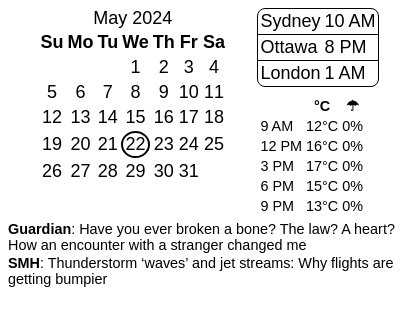 May 2024
Su Mo Tu We Th Fr Sa
1 2 3 4
5 6 7 8 9 10 11
12 13 14 15 16 17 18
19 20 21 22 23 24 25
26 27 28 29 30 31
Sydney 10 AM
Ottawa 8 PM
London 1 AM
°C ☂
9 AM 12°C 0%
12 PM 16°C 0%
3 PM 17°C 0%
6 PM 15°C 0%
9 PM 13°C 0%
Guardian: Have you ever broken a bone? The law? A heart?
How an encounter with a stranger changed me
SMH: Thunderstorm ‘waves’ and jet streams: Why flights are
getting bumpier